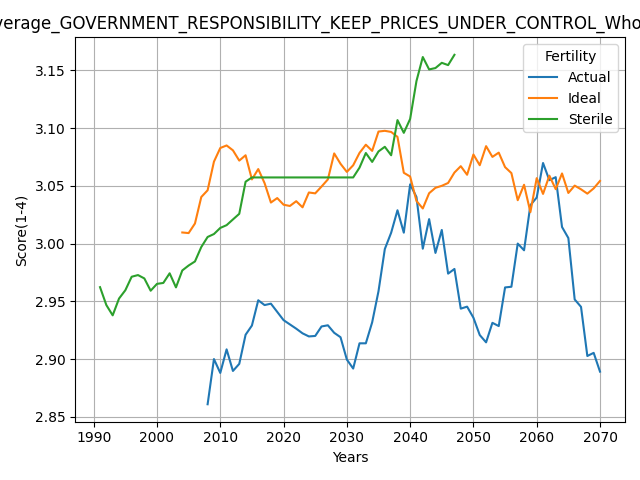 verage_GOVERNMENT_RESPONSIBILITY_KEEP_PRICES_UNDER_CONTROL_Who
Fertility
Actual
Ideal
Sterile
Score(1-4)
3.15
3.10
3.05
3.00
2.95
2.90
2.85
1990 2000 2010 2020 2030 2040 2050 2060 2070
Years